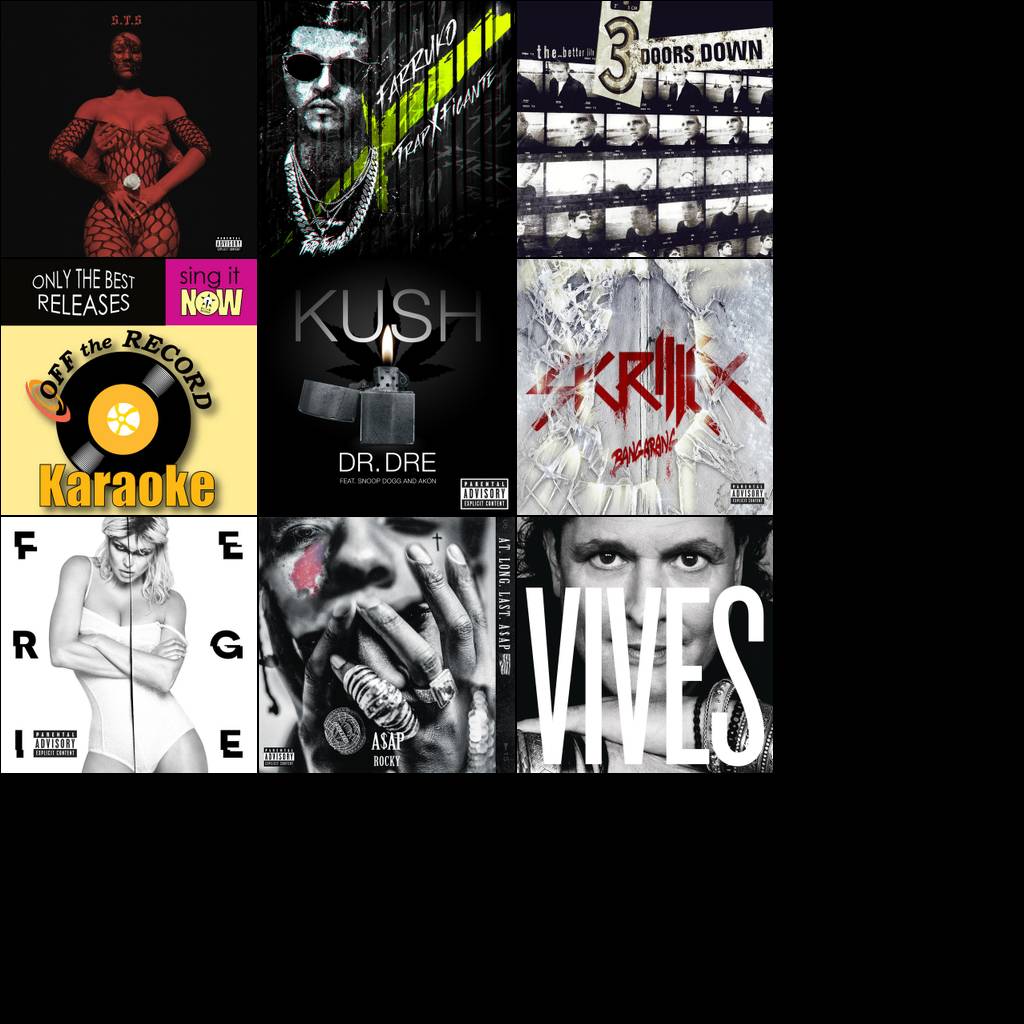 S.T.S
PARENTAL
ADVISORY
EXPLICIT CONTENT
FARRUKO
TRAPXFICANTE
the better life
3
DOORS DOWN
ONLY THE BEST
RELEASES
sing it
NOW
OFF the RECORD
Karaoke
KUSH
DR. DRE
FEAT. SNOOP DOGG AND AKON
PARENTAL
ADVISORY
EXPLICIT CONTENT
SKRILLEX
BANGARANG
PARENTAL
ADVISORY
EXPLICIT CONTENT
F E
R G
I E
PARENTAL
ADVISORY
EXPLICIT CONTENT
AT. LONG. LAST. A$AP
A$AP
ROCKY
PARENTAL
ADVISORY
EXPLICIT CONTENT
VIVES